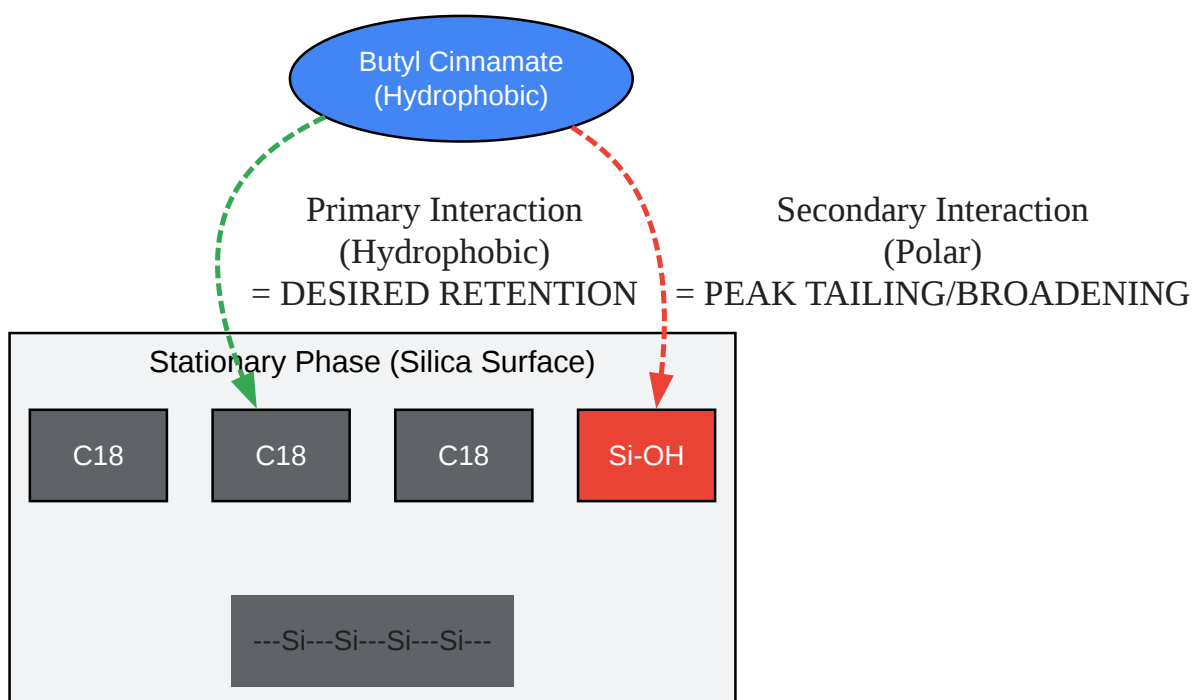 Butyl Cinnamate
(Hydrophobic)
Primary Interaction
(Hydrophobic)
= DESIRED RETENTION
Secondary Interaction
(Polar)
= PEAK TAILING/BROADENING
Stationary Phase (Silica Surface)
C18
C18
C18
Si-OH
---Si---Si---Si---Si---